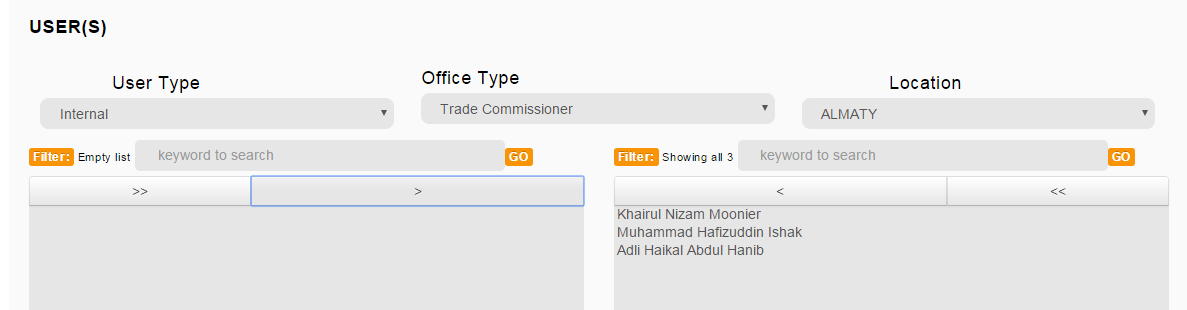 USER(S)
User Type Office Type Location
Internal Trade Commissioner ALMATY
Filter: Empty list keyword to search GO Filter: Showing all 3 keyword to search GO
>> > < <<
Khairul Nizam Moonier
Muhammad Hafizuddin Ishak
Adli Haikal Abdul Hanib